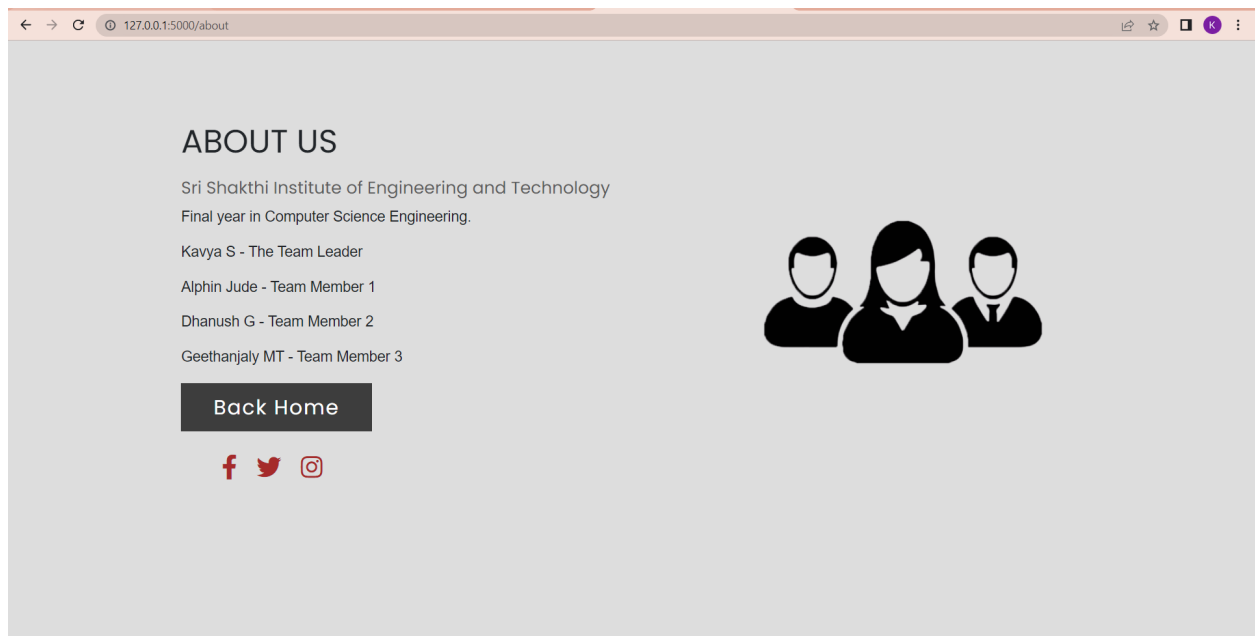 127.0.0.1:5000/about
K
ABOUT US
Sri Shakthi Institute of Engineering and Technology
Final year in Computer Science Engineering.
Kavya S - The Team Leader
Alphin Jude - Team Member 1
Dhanush G - Team Member 2
Geethanjaly MT - Team Member 3
Back Home